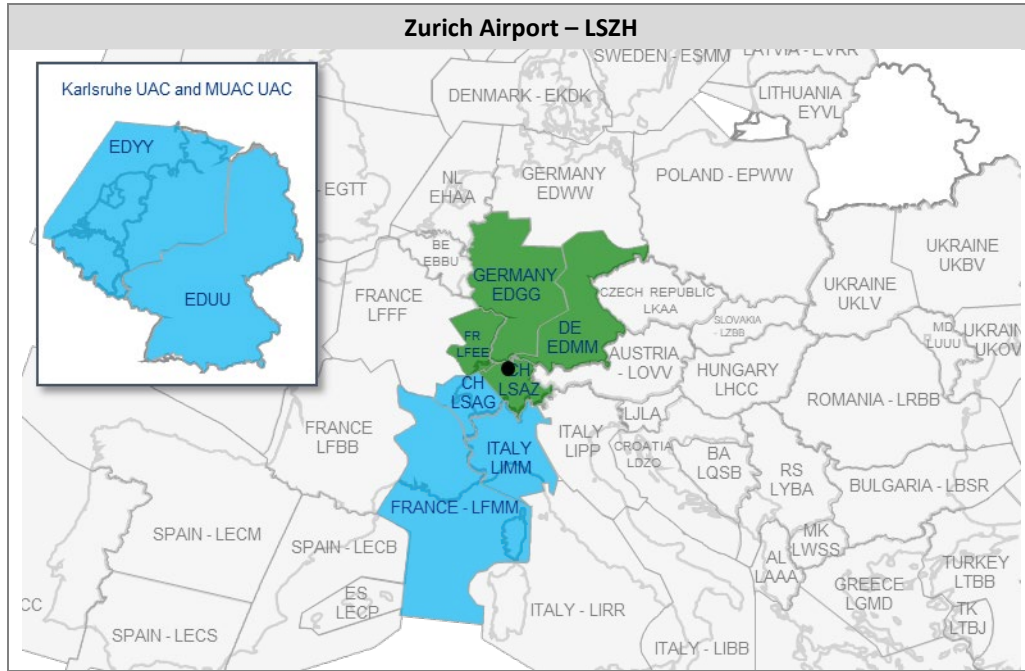 Zurich Airport – LSZH
Karlsruhe UAC and MUAC UAC
EDYY
EDUU
SWEDEN - ESMM
LATVIA - EVRR
DENMARK - EKDK
LITHUANIA
EYVL
- EGTT
NL
EHAA
GERMANY
EDWW
POLAND - EPWW
BE
EBBU
GERMANY
EDGG
UKRAINE
UKBV
UKRAINE
UKLV
CZECH REPUBLIC
LKAA
FRANCE
LFFF
SLOVAKIA
- LZBB
FR
LFEE
DE
EDMM
MD
LUUU
UKRAIN
UKOV
AUSTRIA
- LOVV
HUNGARY
LHCC
CH
LSAZ
CH
LSAG
ROMANIA - LRBB
FRANCE
LFBB
ITALY
LIMM
ITALY
LIPP
LJLA
CROATIA
LDZO
BA
LQSB
RS
LYBA
BULGARIA - LBSR
FRANCE - LFMM
SPAIN - LECM
SPAIN - LECB
MK
LWSS
AL
LAAA
TURKEY
LTBB
GREECE
LGMD
ES
LECP
CC
ITALY - LIRR
TK
LTBJ
SPAIN - LECS
ITALY - LIBB